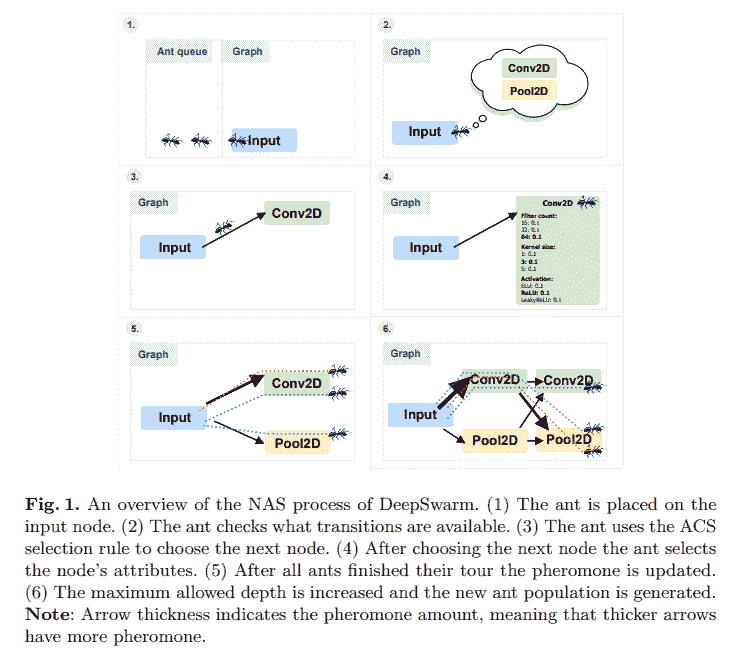 1.
Ant queue
Graph
Input
2.
Graph
Conv2D
Pool2D
Input
3.
Graph
Conv2D
Input
4.
Graph
Conv2D
Filter count:
16: 0.1
32: 0.1
64: 0.1
Kernel size:
1: 0.1
3: 0.1
5: 0.1
Activation:
ELU: 0.1
ReLU: 0.1
LeakyReLU: 0.1
Input
5.
Graph
Conv2D
Input
Pool2D
6.
Graph
Conv2D
Conv2D
Input
Pool2D
Pool2D
Fig. 1. An overview of the NAS process of DeepSwarm. (1) The ant is placed on the
input node. (2) The ant checks what transitions are available. (3) The ant uses the ACS
selection rule to choose the next node. (4) After choosing the next node the ant selects
the node's attributes. (5) After all ants finished their tour the pheromone is updated.
(6) The maximum allowed depth is increased and the new ant population is generated.
Note: Arrow thickness indicates the pheromone amount, meaning that thicker arrows
have more pheromone.